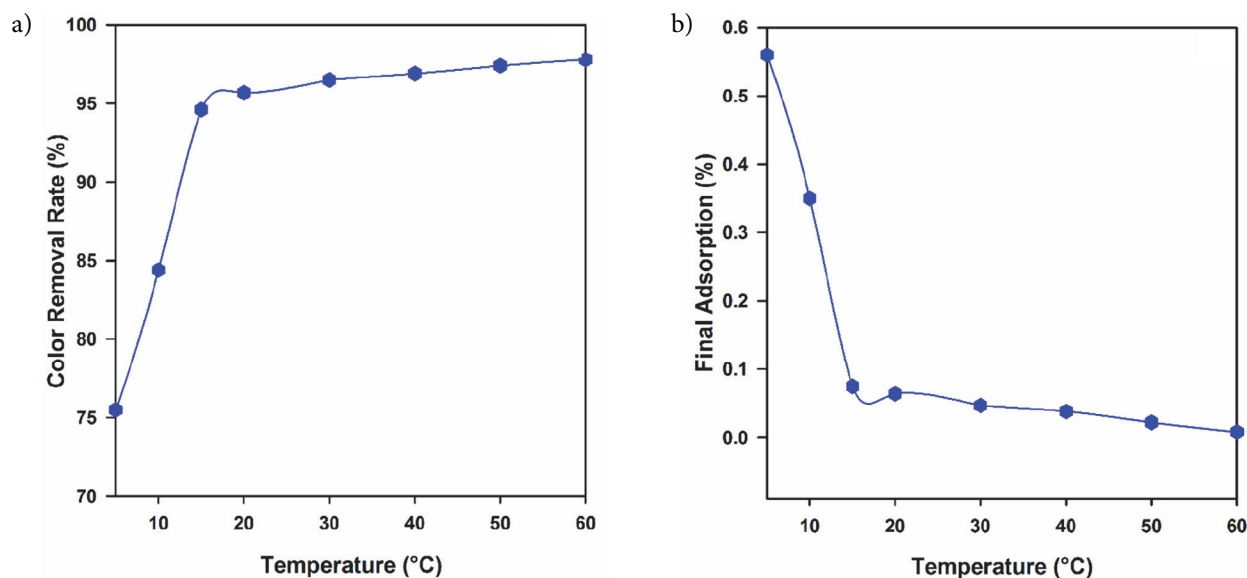 a)
100
95
90
85
80
75
70
Color Removal Rate (%)
10 20 30 40 50 60
Temperature (°C)
b)
0.6
0.5
0.4
0.3
0.2
0.1
0.0
Final Adsorption (%)
10 20 30 40 50 60
Temperature (°C)